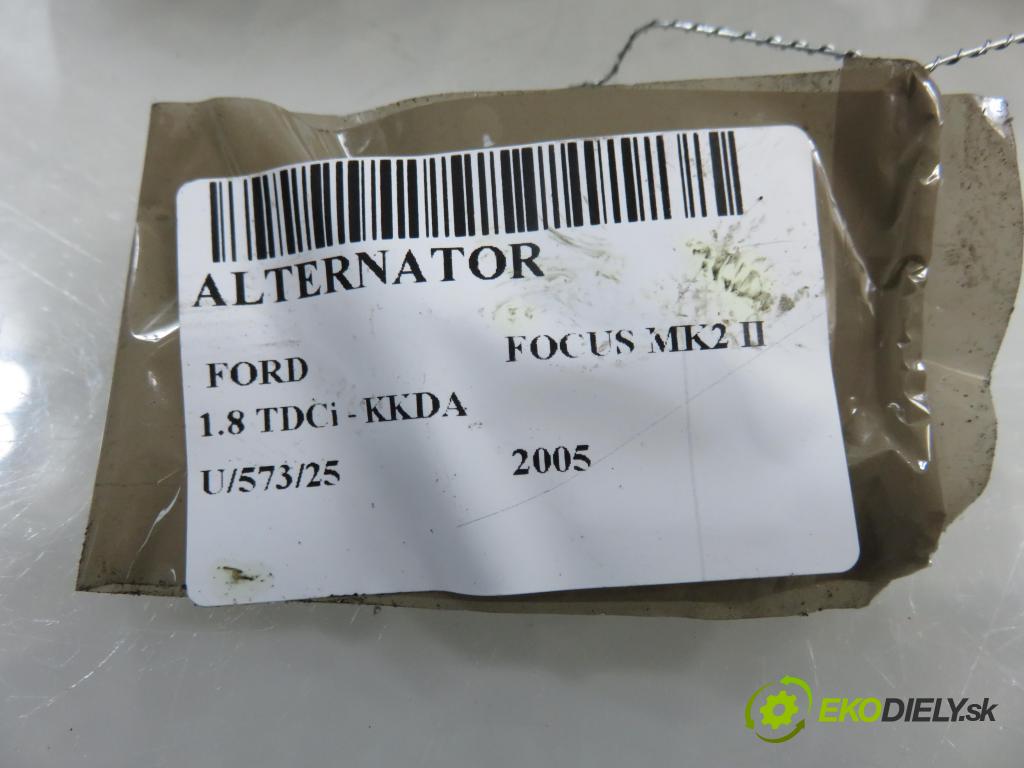 ALTERNATOR
FORD FOCUS MK2 II
1.8 TDCi - KKDA
U/573/25 2005
EKODIELY.sk